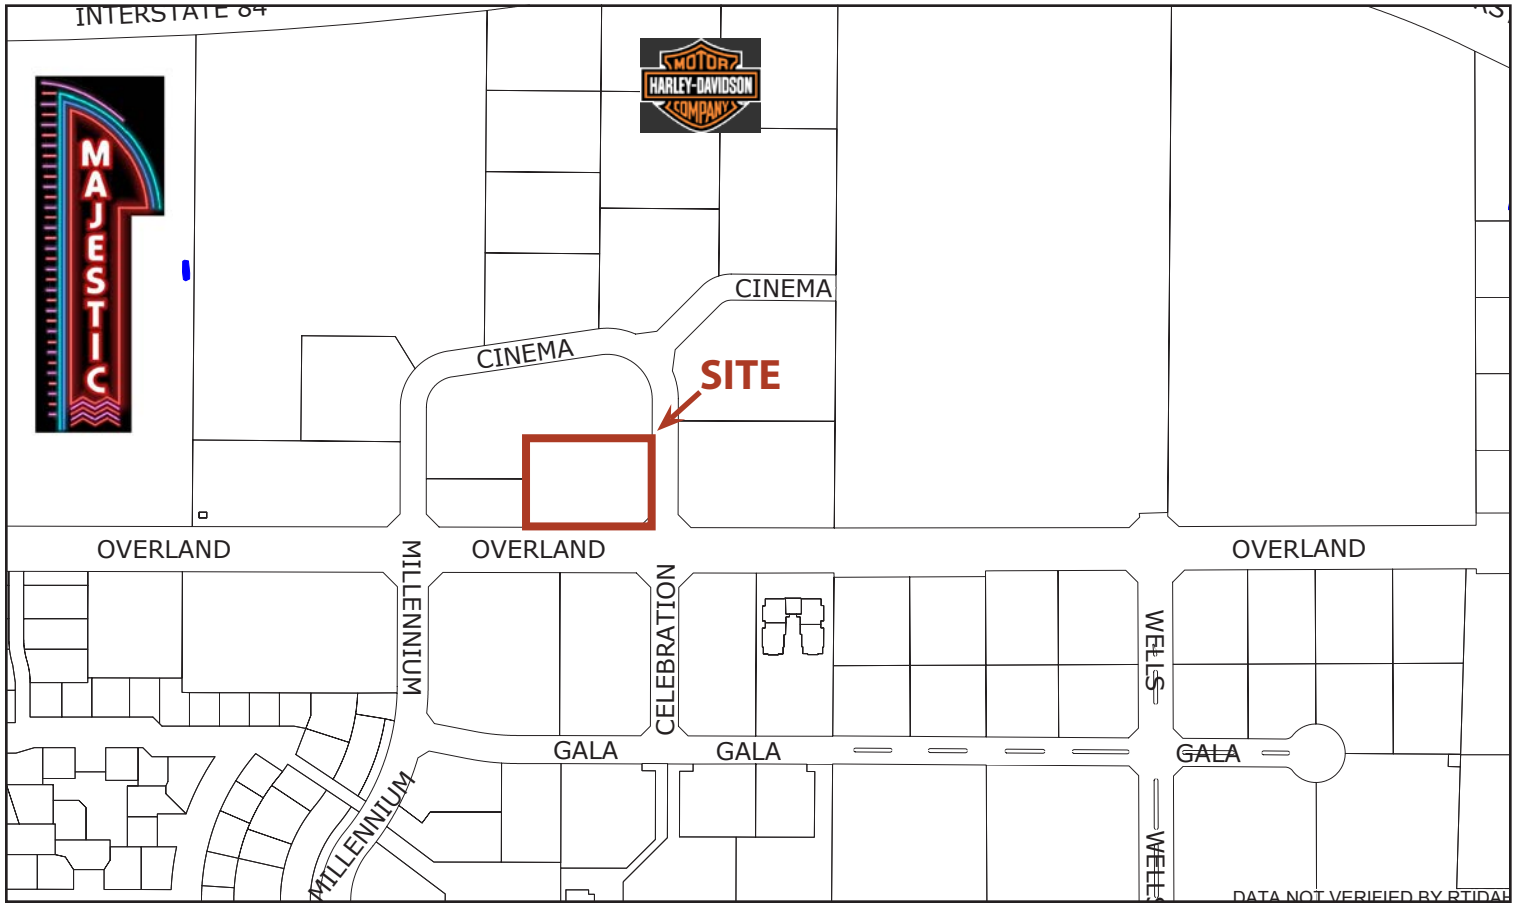 INTERSTATE 84
MOTOR
HARLEY-DAVIDSON
COMPANY
MAJESTIC
CINEMA
CINEMA
SITE
OVERLAND
OVERLAND
OVERLAND
MILLENNIUM
CELEBRATION
WELLS
GALA
GALA
GALA
MILLENNIUM
WELLS
DATA NOT VERIFIED BY RTIDAH